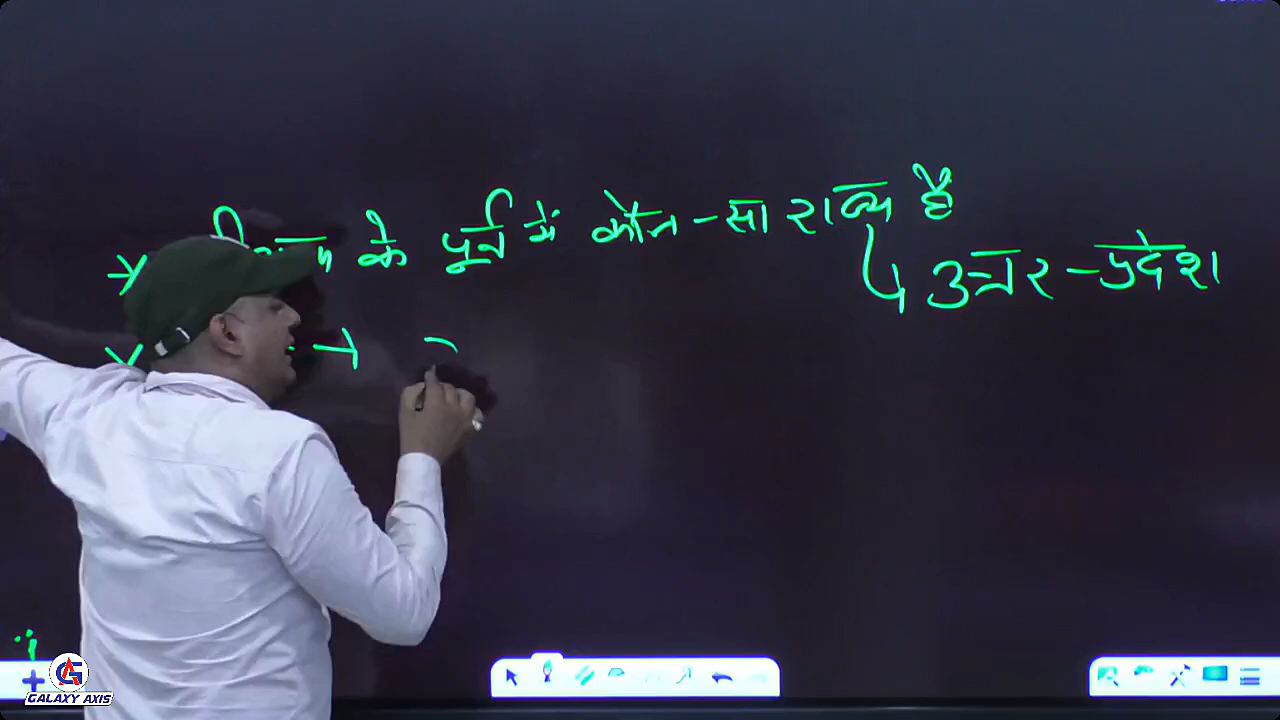 के पूर्व में कौन-सा राज्य है
उत्तर-प्रदेश
GALAXY AXIS